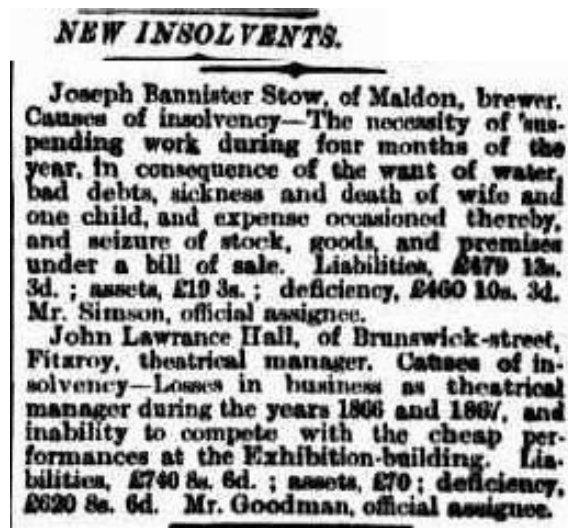 NEW INSOLVENTS.
Joseph Bannister Stow, of Maldon, brewer.
Causes of insolvency—The necessity of sus-
pending work during four months of the
year, in consequence of the want of water,
bad debts, sickness and death of wife and
one child, and expense occasioned thereby,
and seizure of stock, goods, and premises
under a bill of sale. Liabilities, £479 13s.
3d. ; assets, £19 3s. ; deficiency, £460 10s. 3d.
Mr. Simson, official assignee.
John Lawrance Hall, of Brunswick-street,
Fitzroy, theatrical manager. Causes of in-
solvency—Losses in business as theatrical
manager during the years 1866 and 1867, and
inability to compete with the cheap per-
formances at the Exhibition-building. Lia-
bilities, £740 8s. 6d. ; assets, £70 ; deficiency,
£620 8s. 6d. Mr. Goodman, official assignee.